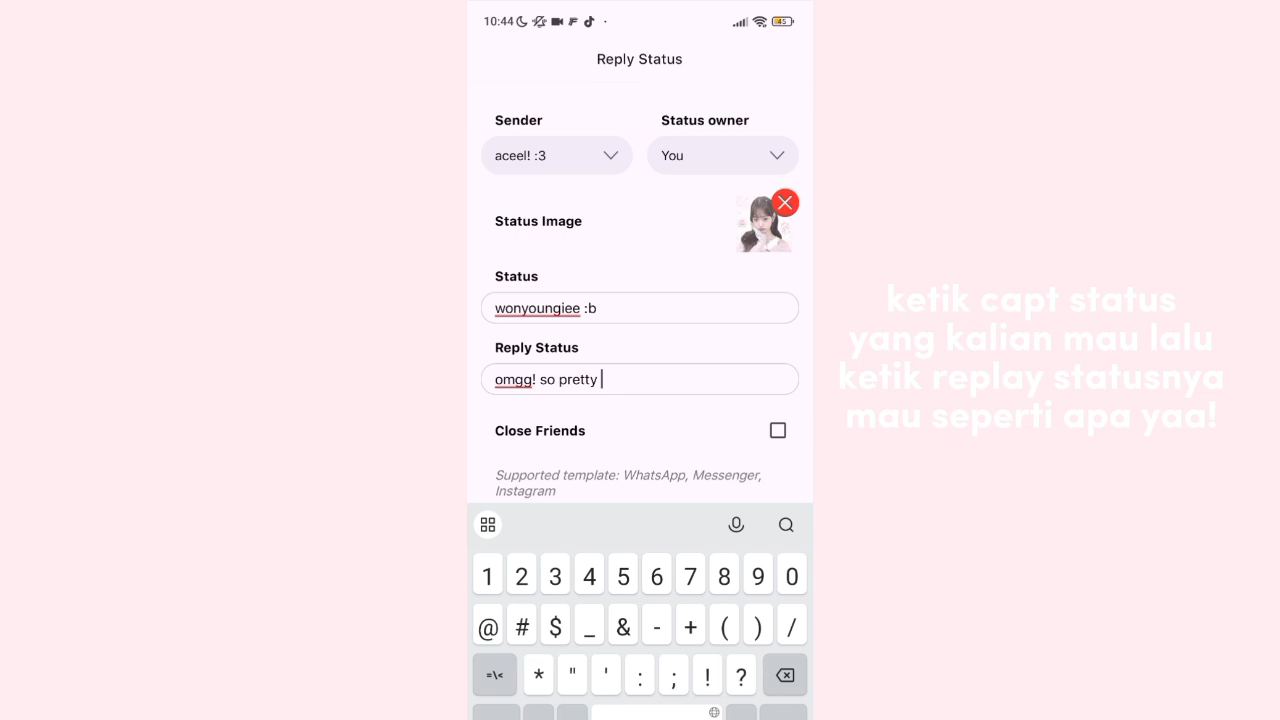 10:44
45
Reply Status
Sender
Status owner
aceel! :3
You
Status Image
Status
wonyoungiee :b
Reply Status
omgg! so pretty
Close Friends
Supported template: WhatsApp, Messenger,
Instagram
ketik capt status
yang kalian mau lalu
ketik replay statusnya
mau seperti apa yaa!
1 2 3 4 5 6 7 8 9 0
@ # $ _ & - + ( ) /
=\< * " ' : ; ! ?